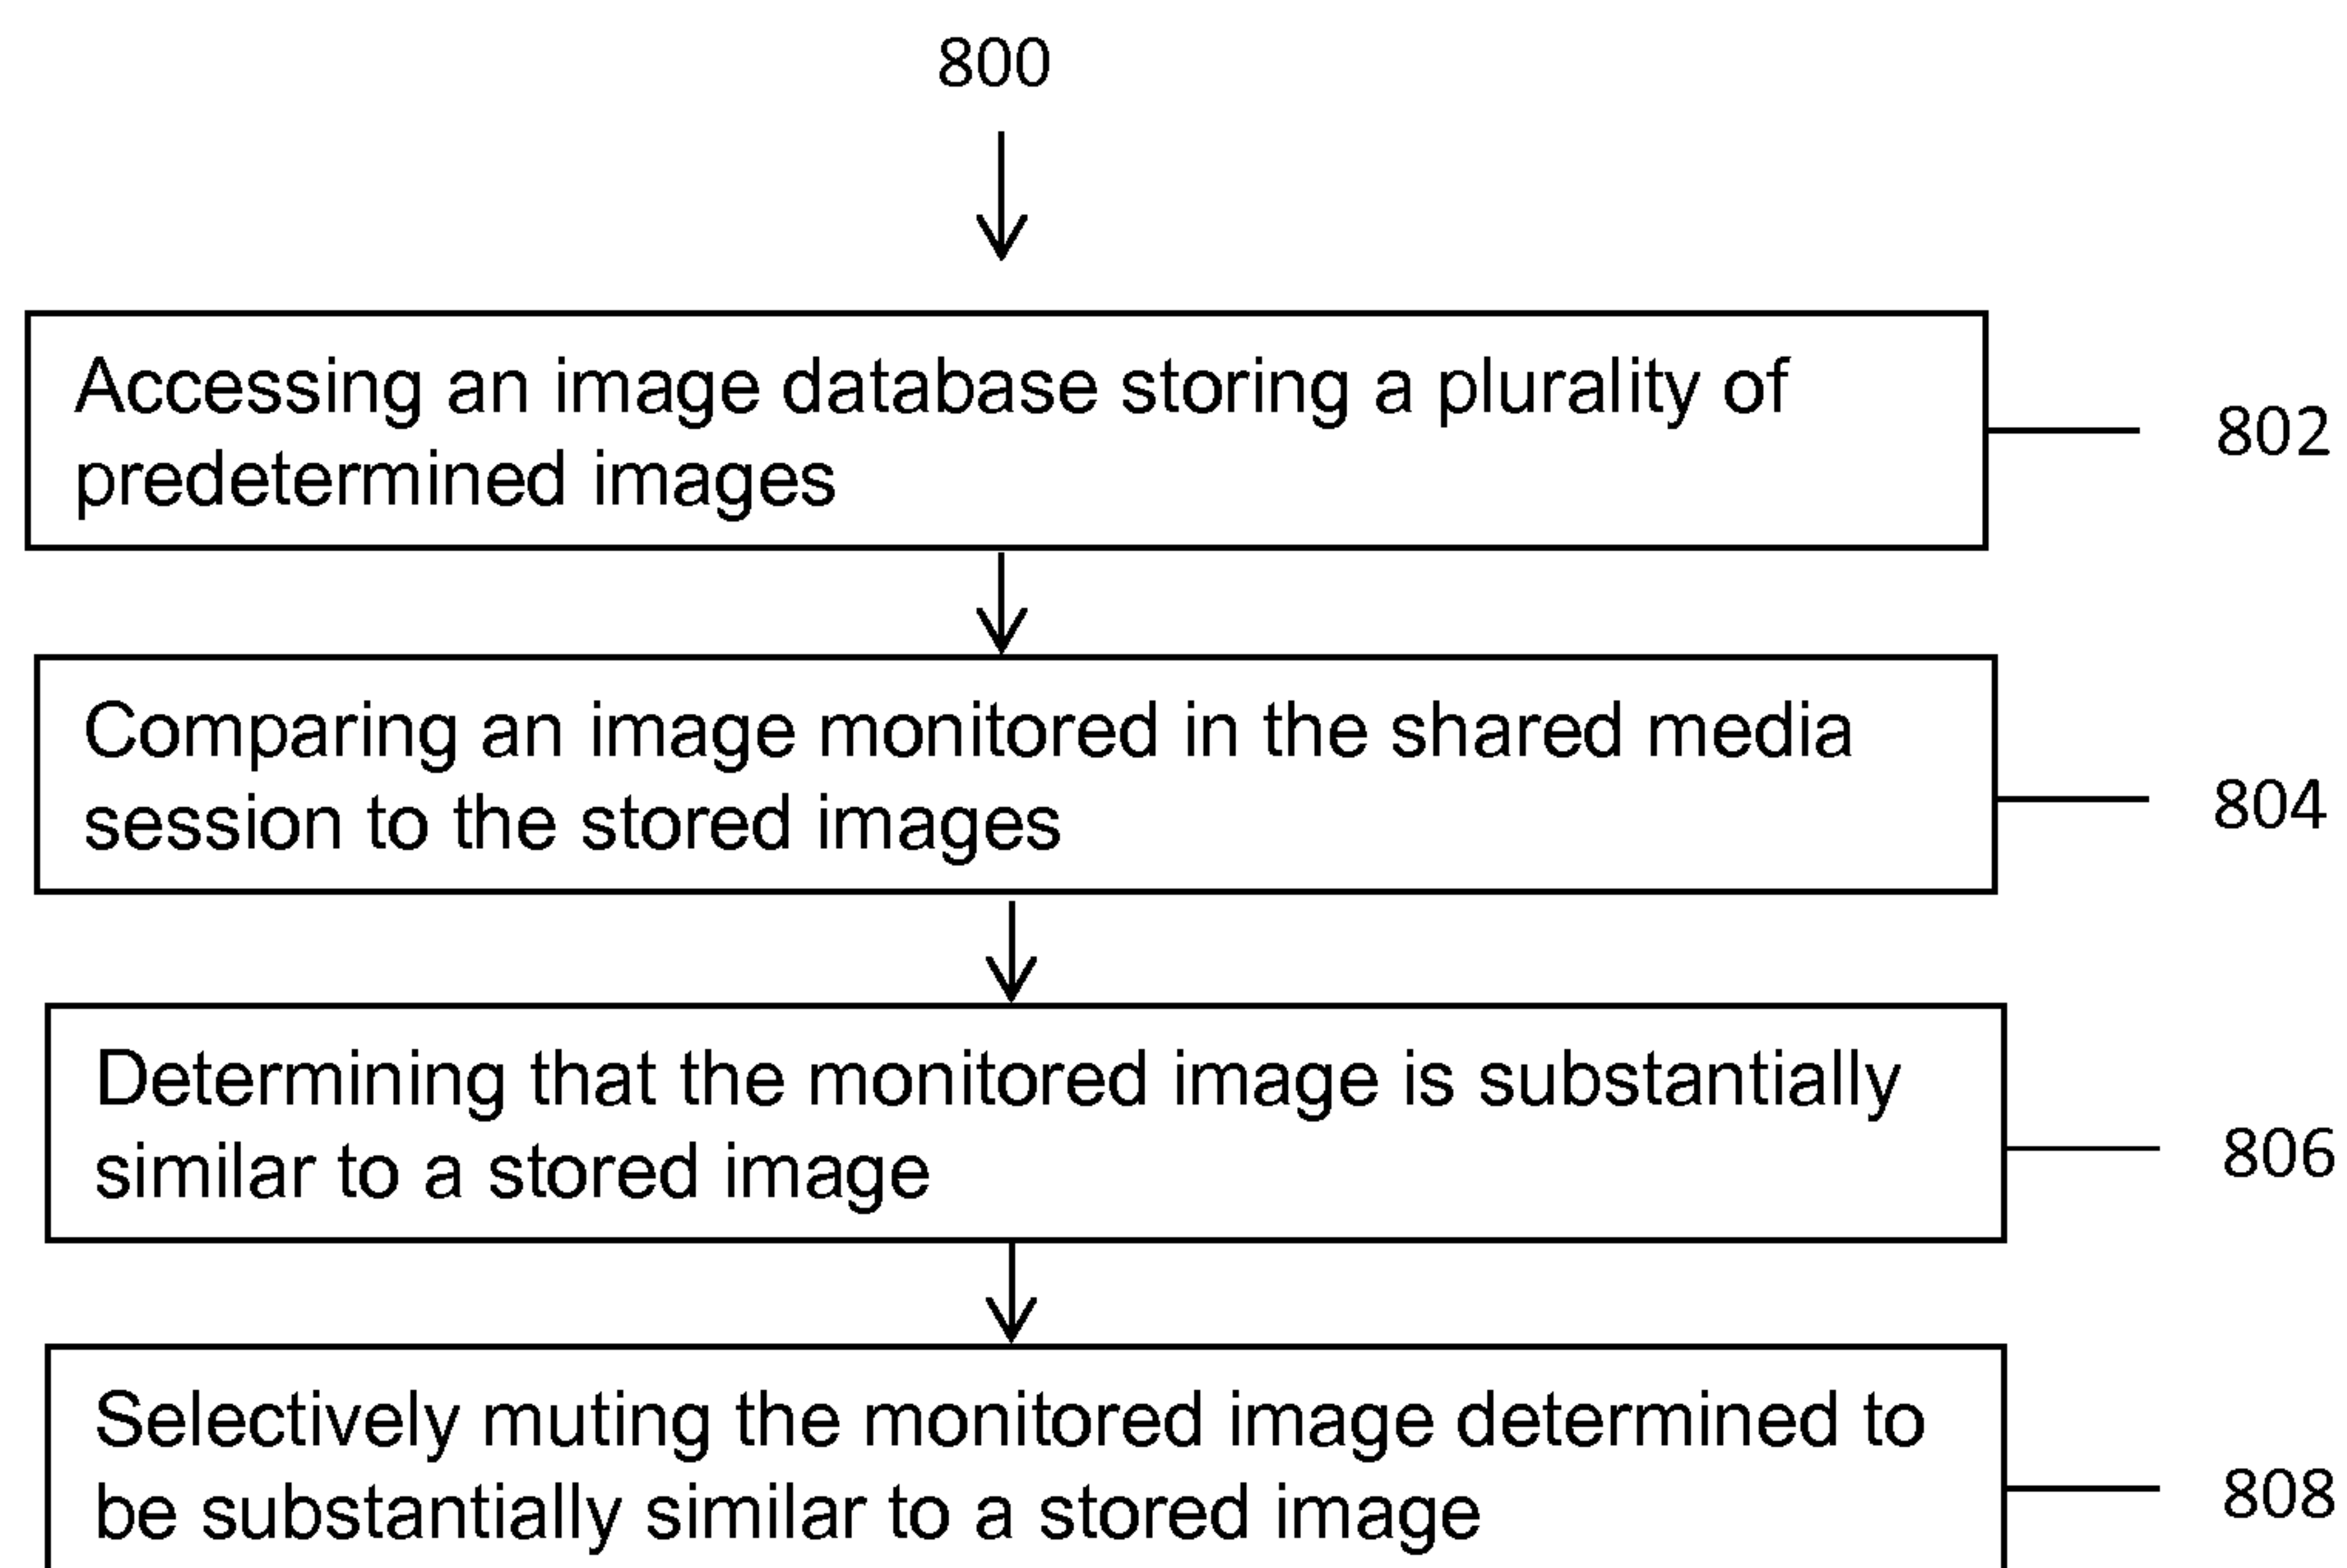 800
Accessing an image database storing a plurality of
predetermined images
802
Comparing an image monitored in the shared media
session to the stored images
804
Determining that the monitored image is substantially
similar to a stored image
806
Selectively muting the monitored image determined to
be substantially similar to a stored image
808